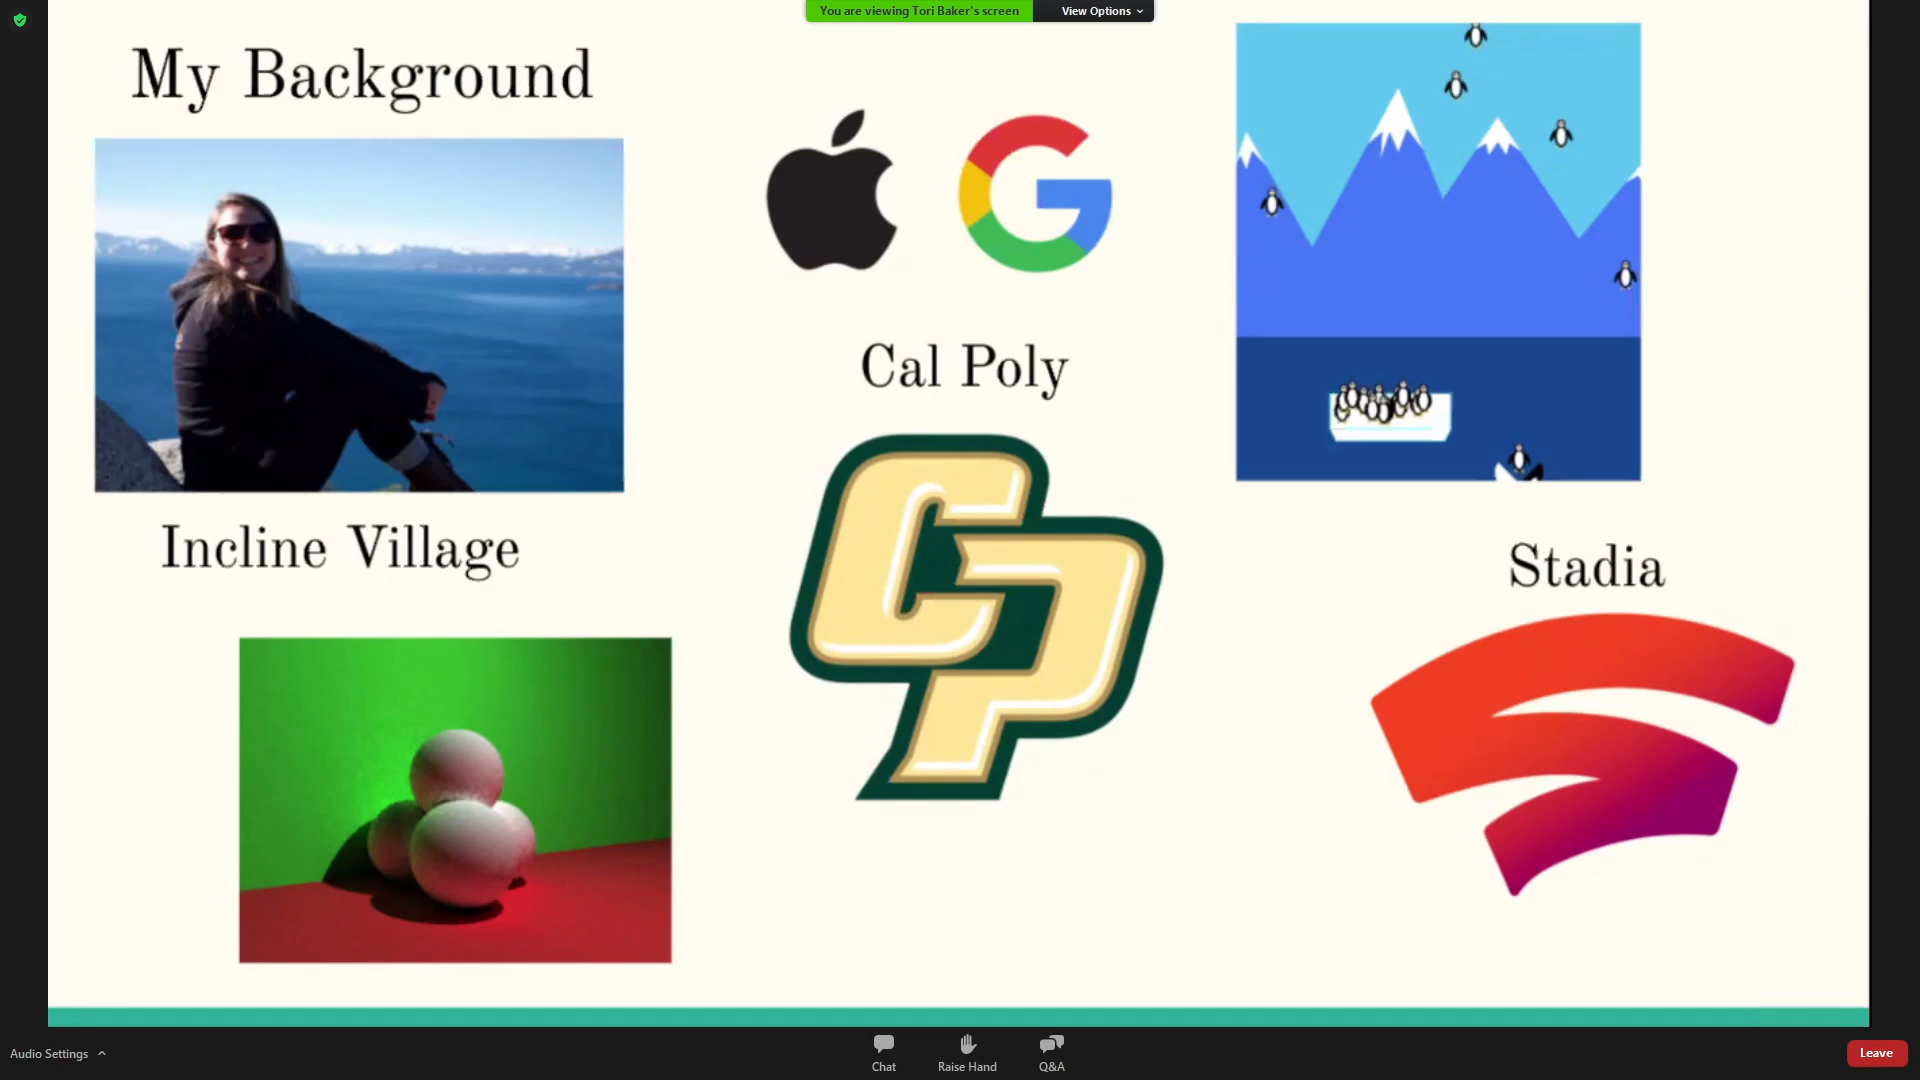 You are viewing Tori Baker's screen
View Options
My Background
Cal Poly
CP
Incline Village
Stadia
Audio Settings
Chat
Raise Hand
Q&A
Leave